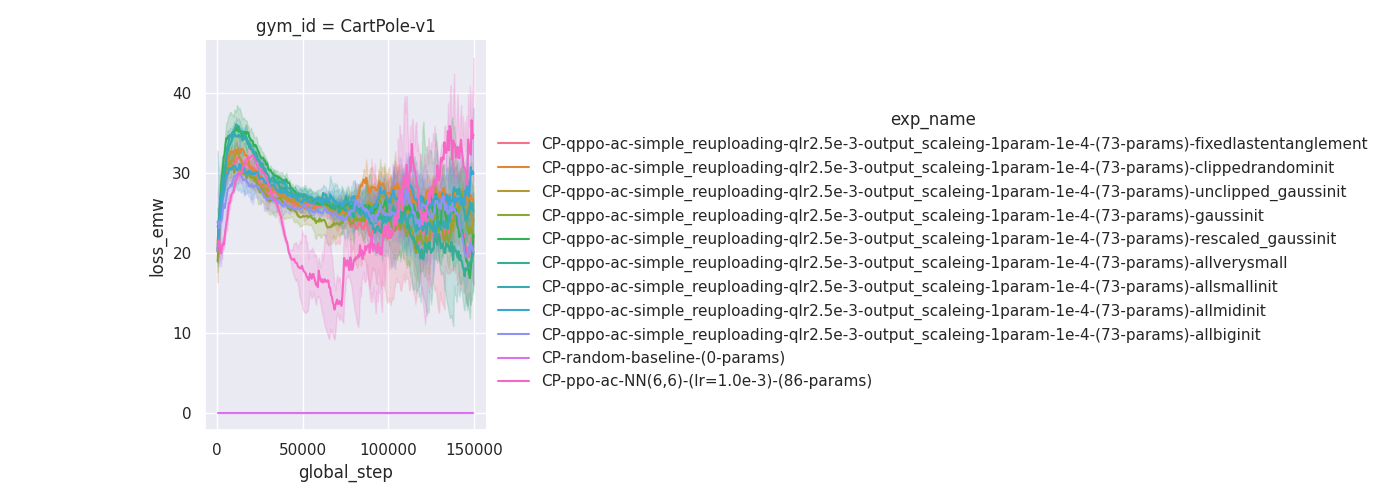 gym_id = CartPole-v1
40
30
20
10
0
loss_emw
0 50000 100000 150000
global_step
exp_name
CP-qppo-ac-simple_reuploading-qlr2.5e-3-output_scaleing-1param-1e-4-(73-params)-fixedlastentanglement
CP-qppo-ac-simple_reuploading-qlr2.5e-3-output_scaleing-1param-1e-4-(73-params)-clippedrandominit
CP-qppo-ac-simple_reuploading-qlr2.5e-3-output_scaleing-1param-1e-4-(73-params)-unclipped_gaussinit
CP-qppo-ac-simple_reuploading-qlr2.5e-3-output_scaleing-1param-1e-4-(73-params)-gaussinit
CP-qppo-ac-simple_reuploading-qlr2.5e-3-output_scaleing-1param-1e-4-(73-params)-rescaled_gaussinit
CP-qppo-ac-simple_reuploading-qlr2.5e-3-output_scaleing-1param-1e-4-(73-params)-allverysmall
CP-qppo-ac-simple_reuploading-qlr2.5e-3-output_scaleing-1param-1e-4-(73-params)-allsmallinit
CP-qppo-ac-simple_reuploading-qlr2.5e-3-output_scaleing-1param-1e-4-(73-params)-allmidinit
CP-qppo-ac-simple_reuploading-qlr2.5e-3-output_scaleing-1param-1e-4-(73-params)-allbiginit
CP-random-baseline-(0-params)
CP-ppo-ac-NN(6,6)-(lr=1.0e-3)-(86-params)